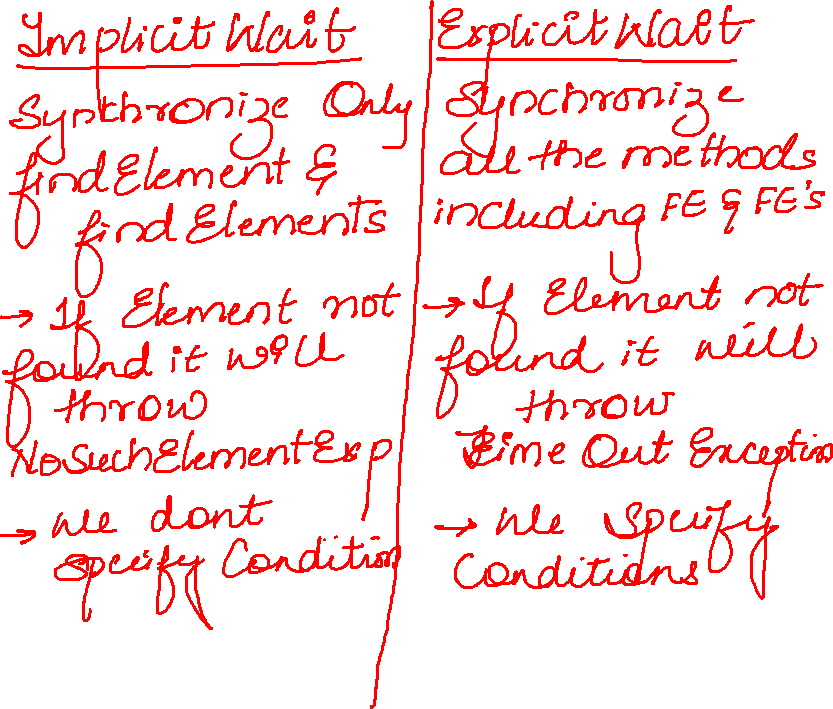 Implicit Wait
Synchronize Only
findElement &
findElements
→ If Element not
found it will
throw
NoSuchElementExp
→ we dont
specify Condition
Explicit Wait
Synchronize
all the methods
including FE & FE's
→ If Element not
found it will
throw
Time Out Exception
→ we specify
Conditions